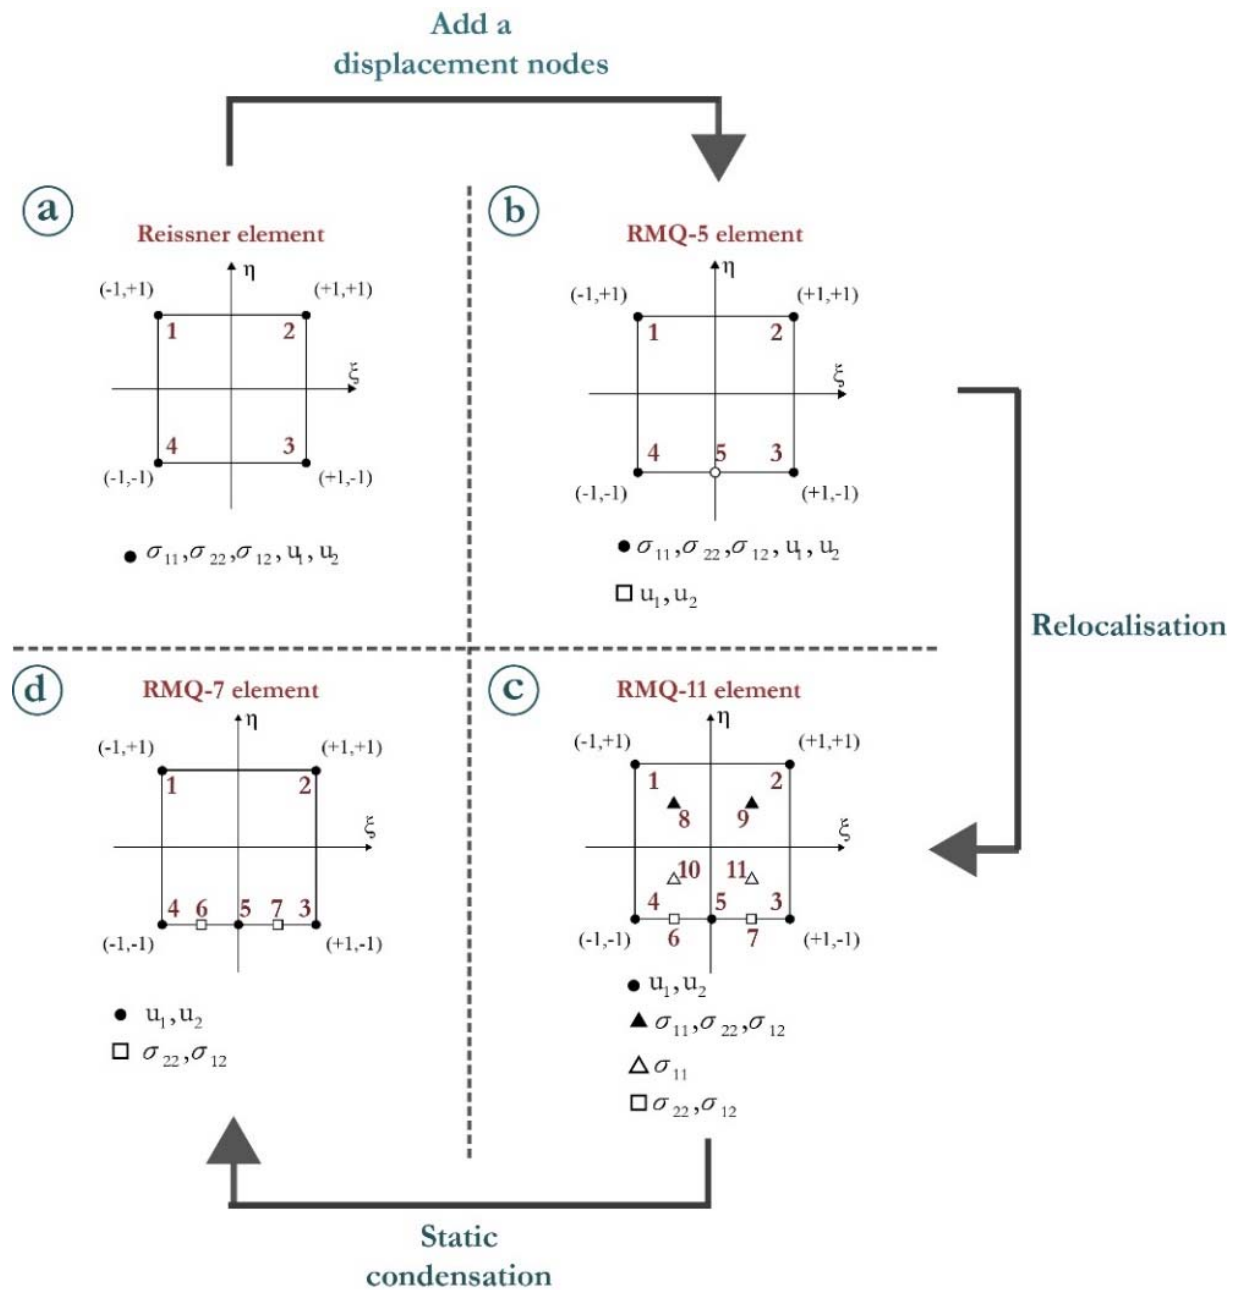 Add a
displacement nodes
a
Reissner element
η
(-1,+1)
(+1,+1)
1
2
ξ
4
3
(-1,-1)
(+1,-1)
σ11,σ22,σ12, u1, u2
b
RMQ-5 element
η
(-1,+1)
(+1,+1)
1
2
ξ
4
5
3
(-1,-1)
(+1,-1)
σ11,σ22,σ12, u1, u2
u1,u2
Relocalisation
d
RMQ-7 element
η
(-1,+1)
(+1,+1)
1
2
ξ
4 6 5 7 3
(-1,-1)
(+1,-1)
u1,u2
σ22,σ12
c
RMQ-11 element
η
(-1,+1)
(+1,+1)
1
2
8
9
ξ
10
11
4
5
3
(-1,-1)
6
7
(+1,-1)
u1,u2
σ11,σ22,σ12
σ11
σ22,σ12
Static
condensation